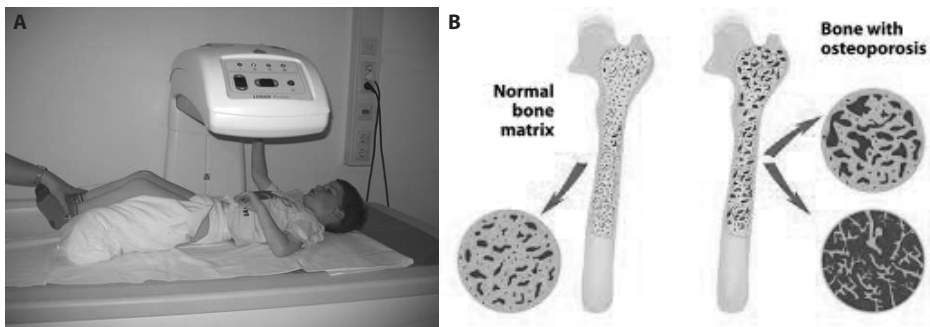 A
LUNAR
B
Normal
bone
matrix
Bone with
osteoporosis